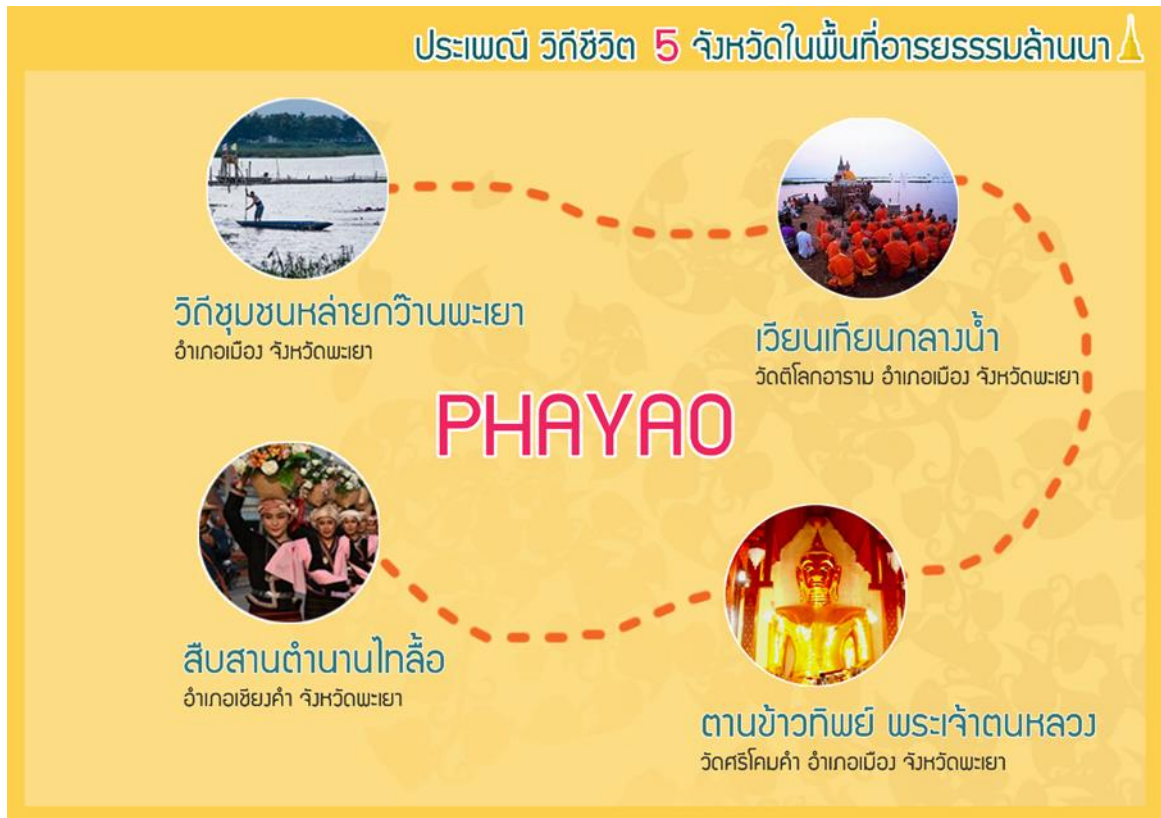 ประเพณี วิถีชีวิต 5 จังหวัดในพื้นที่อารยธรรมล้านนา
วิถีชุมชนหล่ายกว๊านพะเยา
อำเภอเมือง จังหวัดพะเยา
เวียนเทียนกลางน้ำ
วัดติโลกอาราม อำเภอเมือง จังหวัดพะเยา
PHAYAO
สืบสานตำนานไทลื้อ
อำเภอเชียงคำ จังหวัดพะเยา
ตานข้าวทิพย์ พระเจ้าตนหลวง
วัดศรีโคมคำ อำเภอเมือง จังหวัดพะเยา